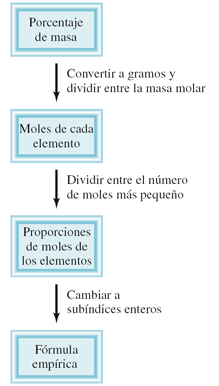 Porcentaje
de masa
Convertir a gramos y
dividir entre la masa molar
Moles de cada
elemento
Dividir entre el número
de moles más pequeño
Proporciones
de moles de
los elementos
Cambiar a
subíndices enteros
Fórmula
empírica